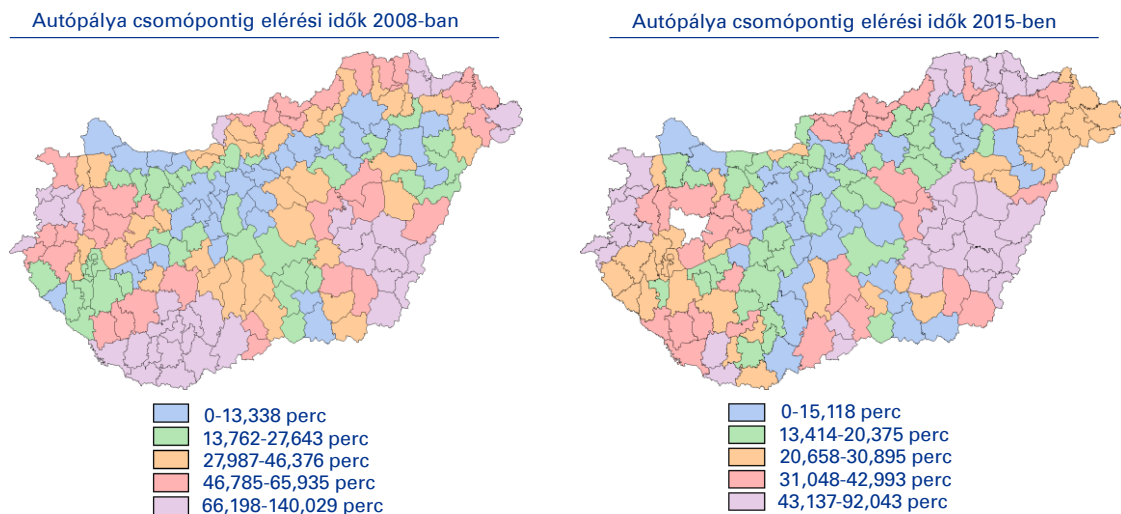 Autópálya csomópontig elérési idők 2008-ban
0-13,338 perc
13,762-27,643 perc
27,987-46,376 perc
46,785-65,935 perc
66,198-140,029 perc
Autópálya csomópontig elérési idők 2015-ben
0-15,118 perc
13,414-20,375 perc
20,658-30,895 perc
31,048-42,993 perc
43,137-92,043 perc